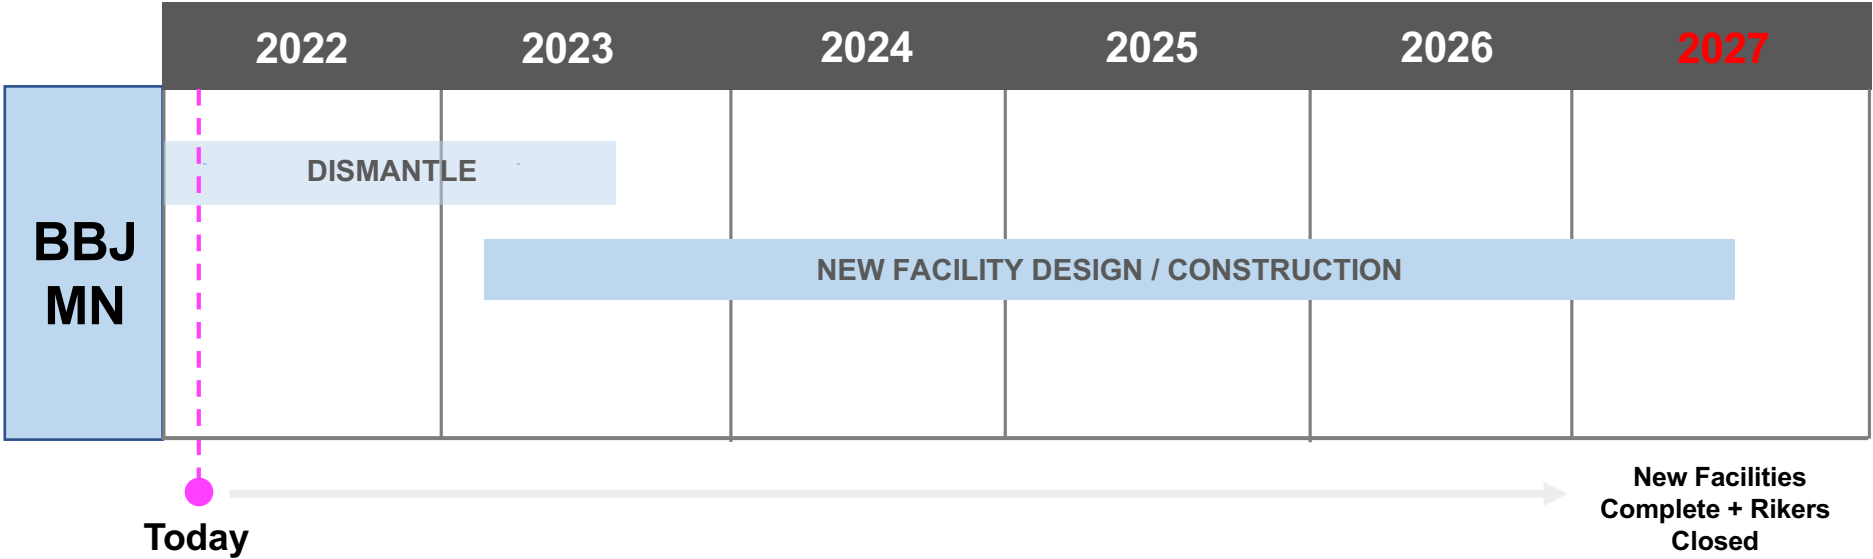 2022 2023 2024 2025 2026 2027
BBJ
MN
DISMANTLE
NEW FACILITY DESIGN / CONSTRUCTION
Today
New Facilities
Complete + Rikers
Closed